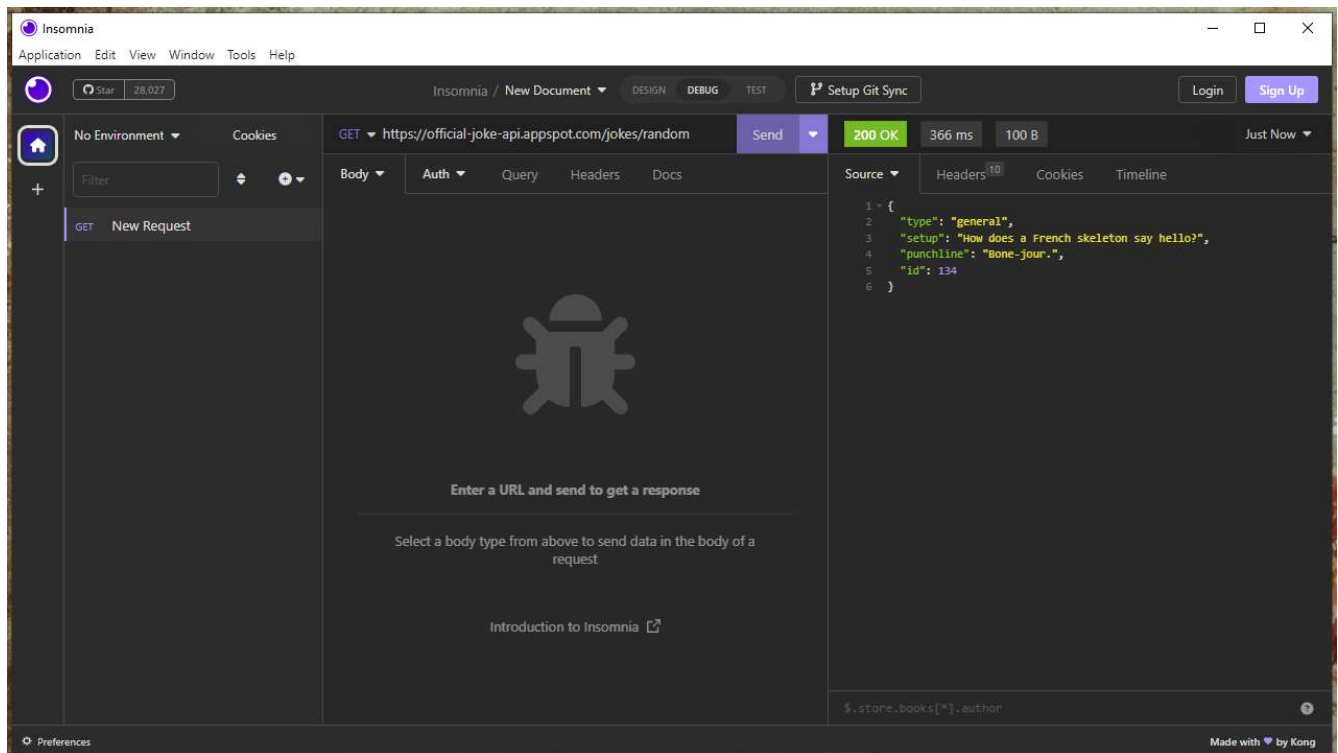 Insomnia
Application Edit View Window Tools Help
Star 28,027
Insomnia / New Document
DESIGN DEBUG TEST
Setup Git Sync
Login
Sign Up
No Environment
Cookies
Filter
GET New Request
GET https://official-joke-api.appspot.com/jokes/random
Send
Body Auth Query Headers Docs
Enter a URL and send to get a response
Select a body type from above to send data in the body of a
request
Introduction to Insomnia
200 OK 366 ms 100 B
Just Now
Source Headers 10 Cookies Timeline
1 {
2 "type": "general",
3 "setup": "How does a French skeleton say hello?",
4 "punchline": "Bone-jour.",
5 "id": 134
6 }
$.store.books[*].author
Preferences
Made with 💜 by Kong